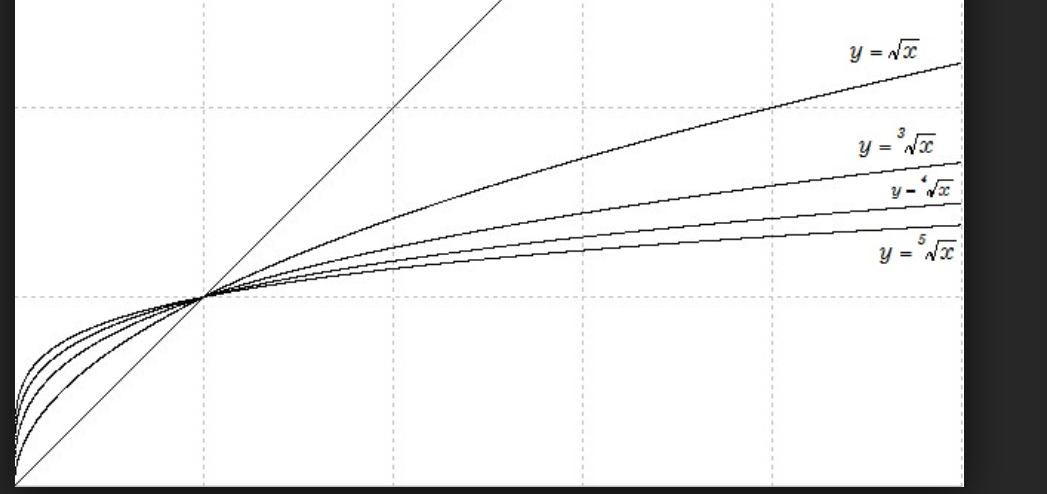 y = √x
y = ³√x
y = ⁴√x
y = ⁵√x